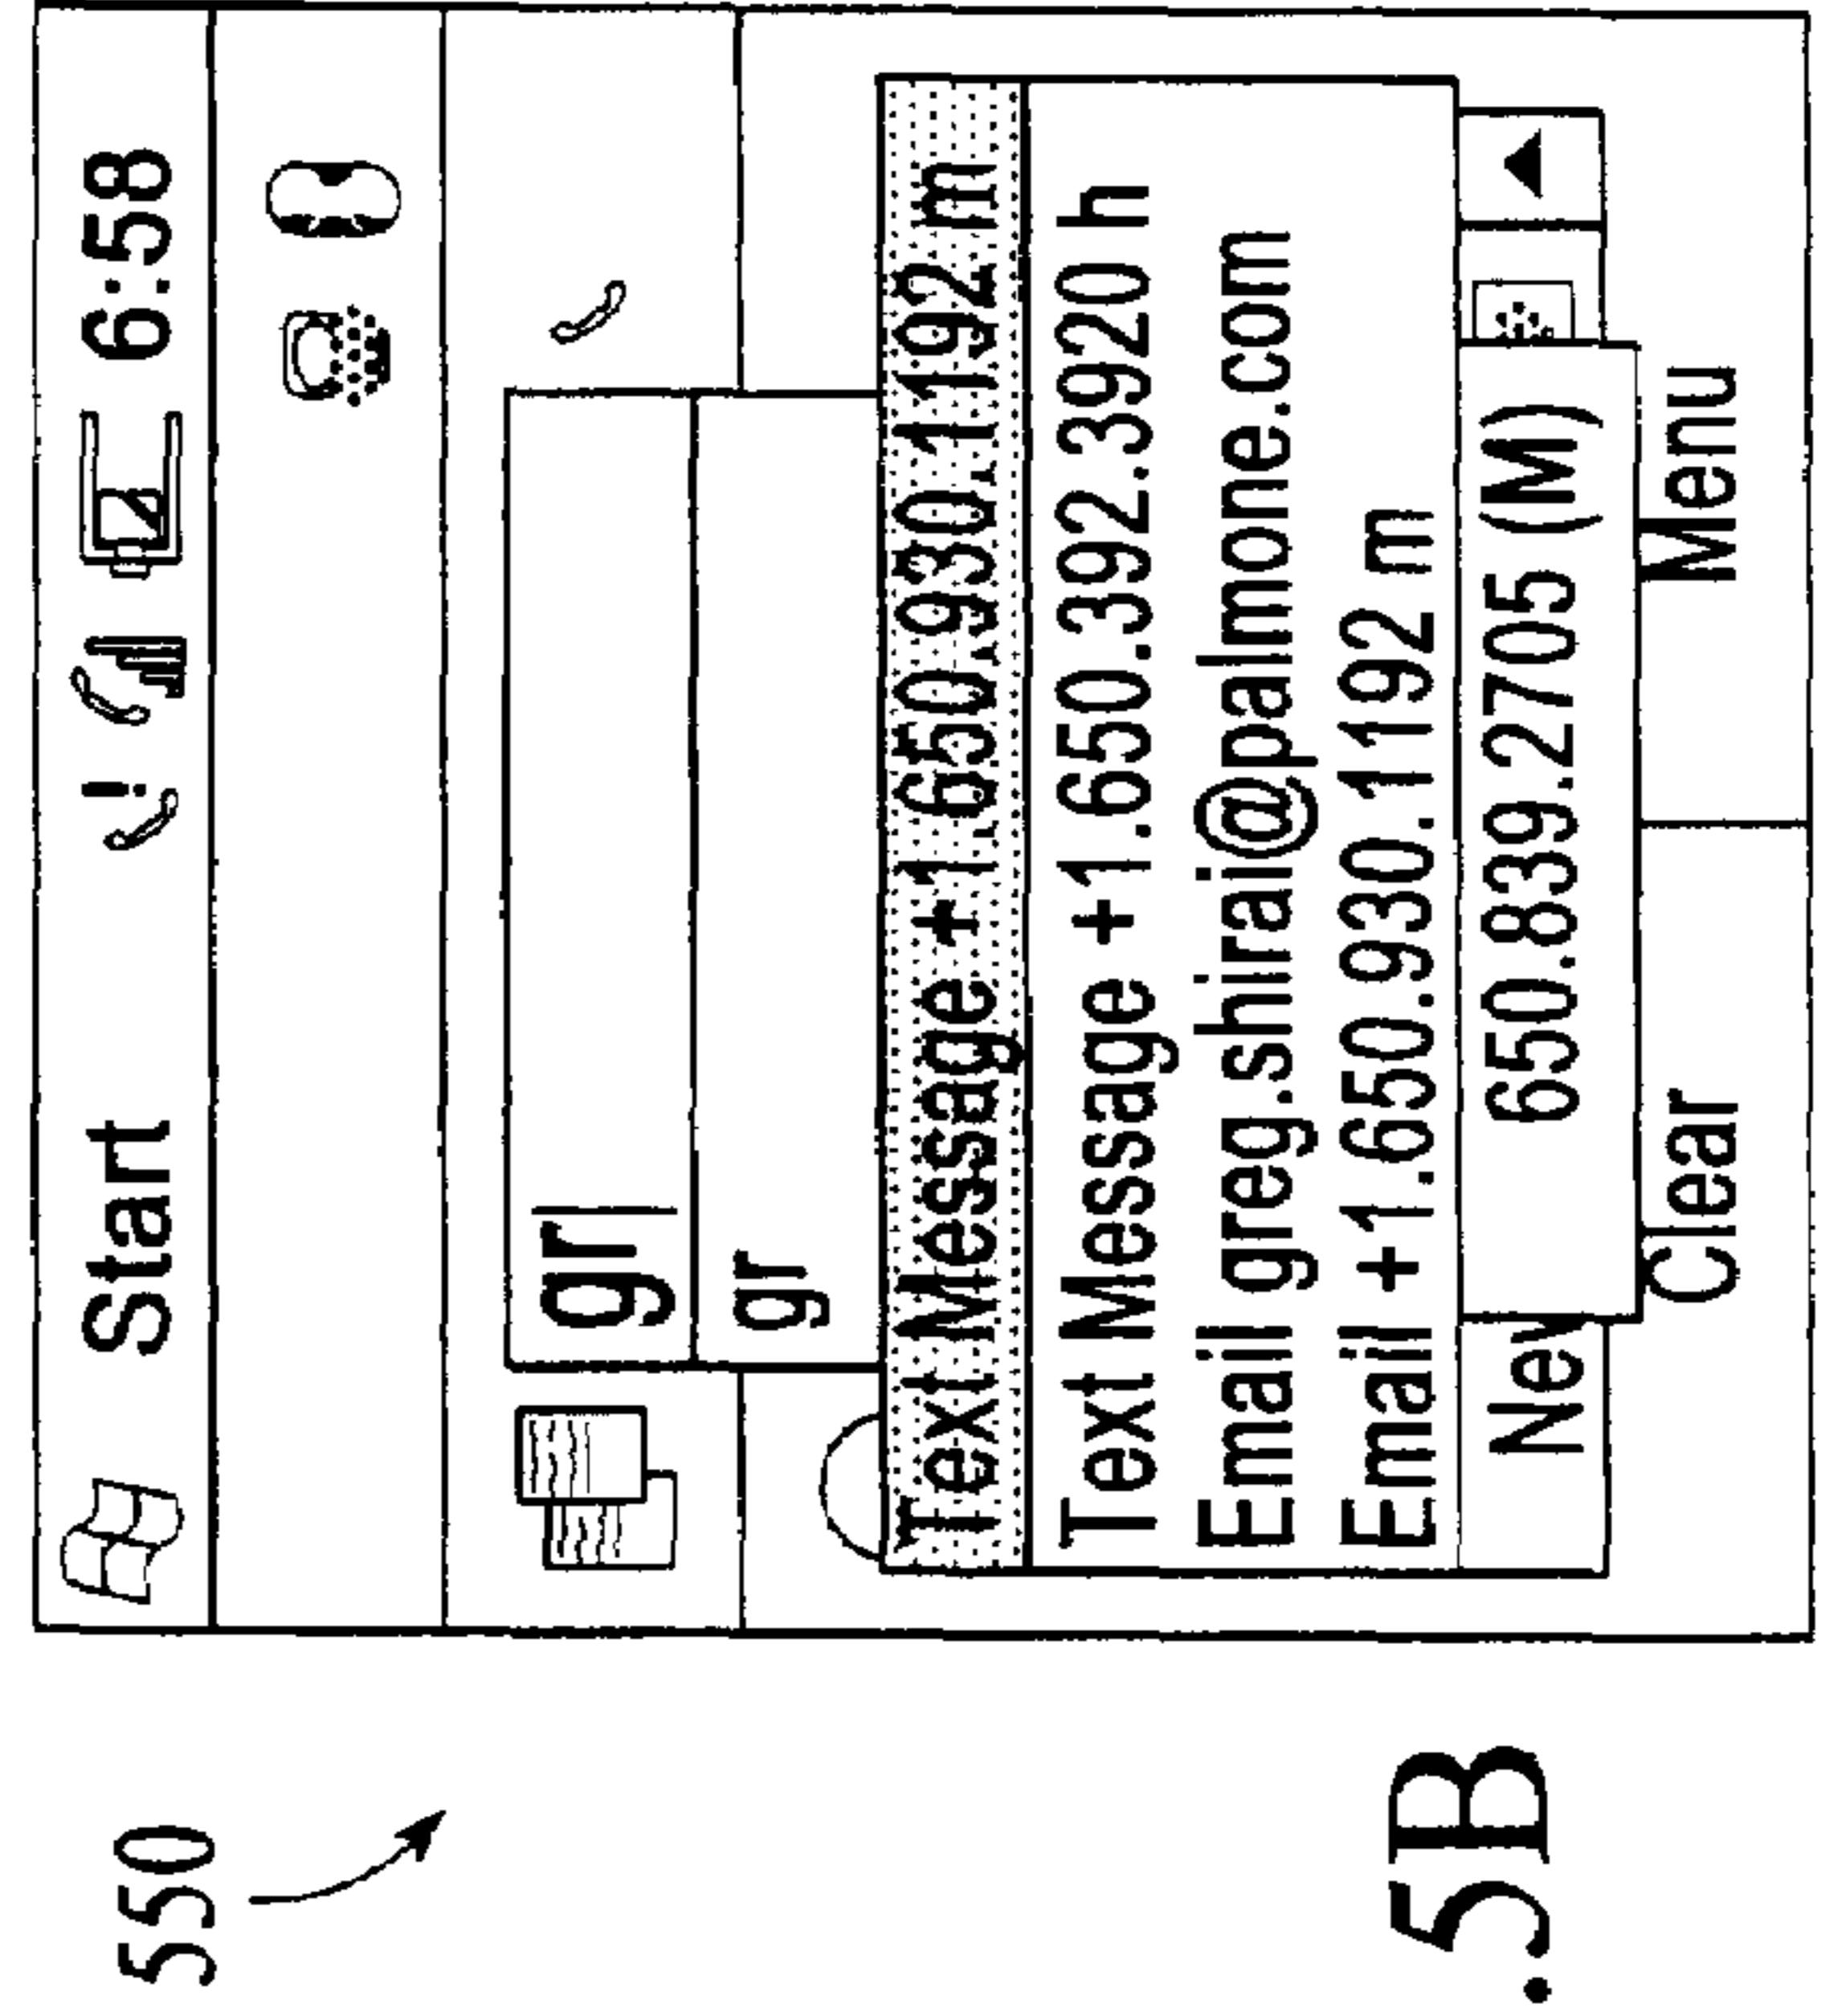 550
Start 6:58
gr
gr
Text Message +1.650.930.1192 m
Text Message +1.650.392.3920 h
Email greg.shirai@palmone.com
Email +1.650.930.1192 m
650.839.2705 (M)
Clear Menu
.5B